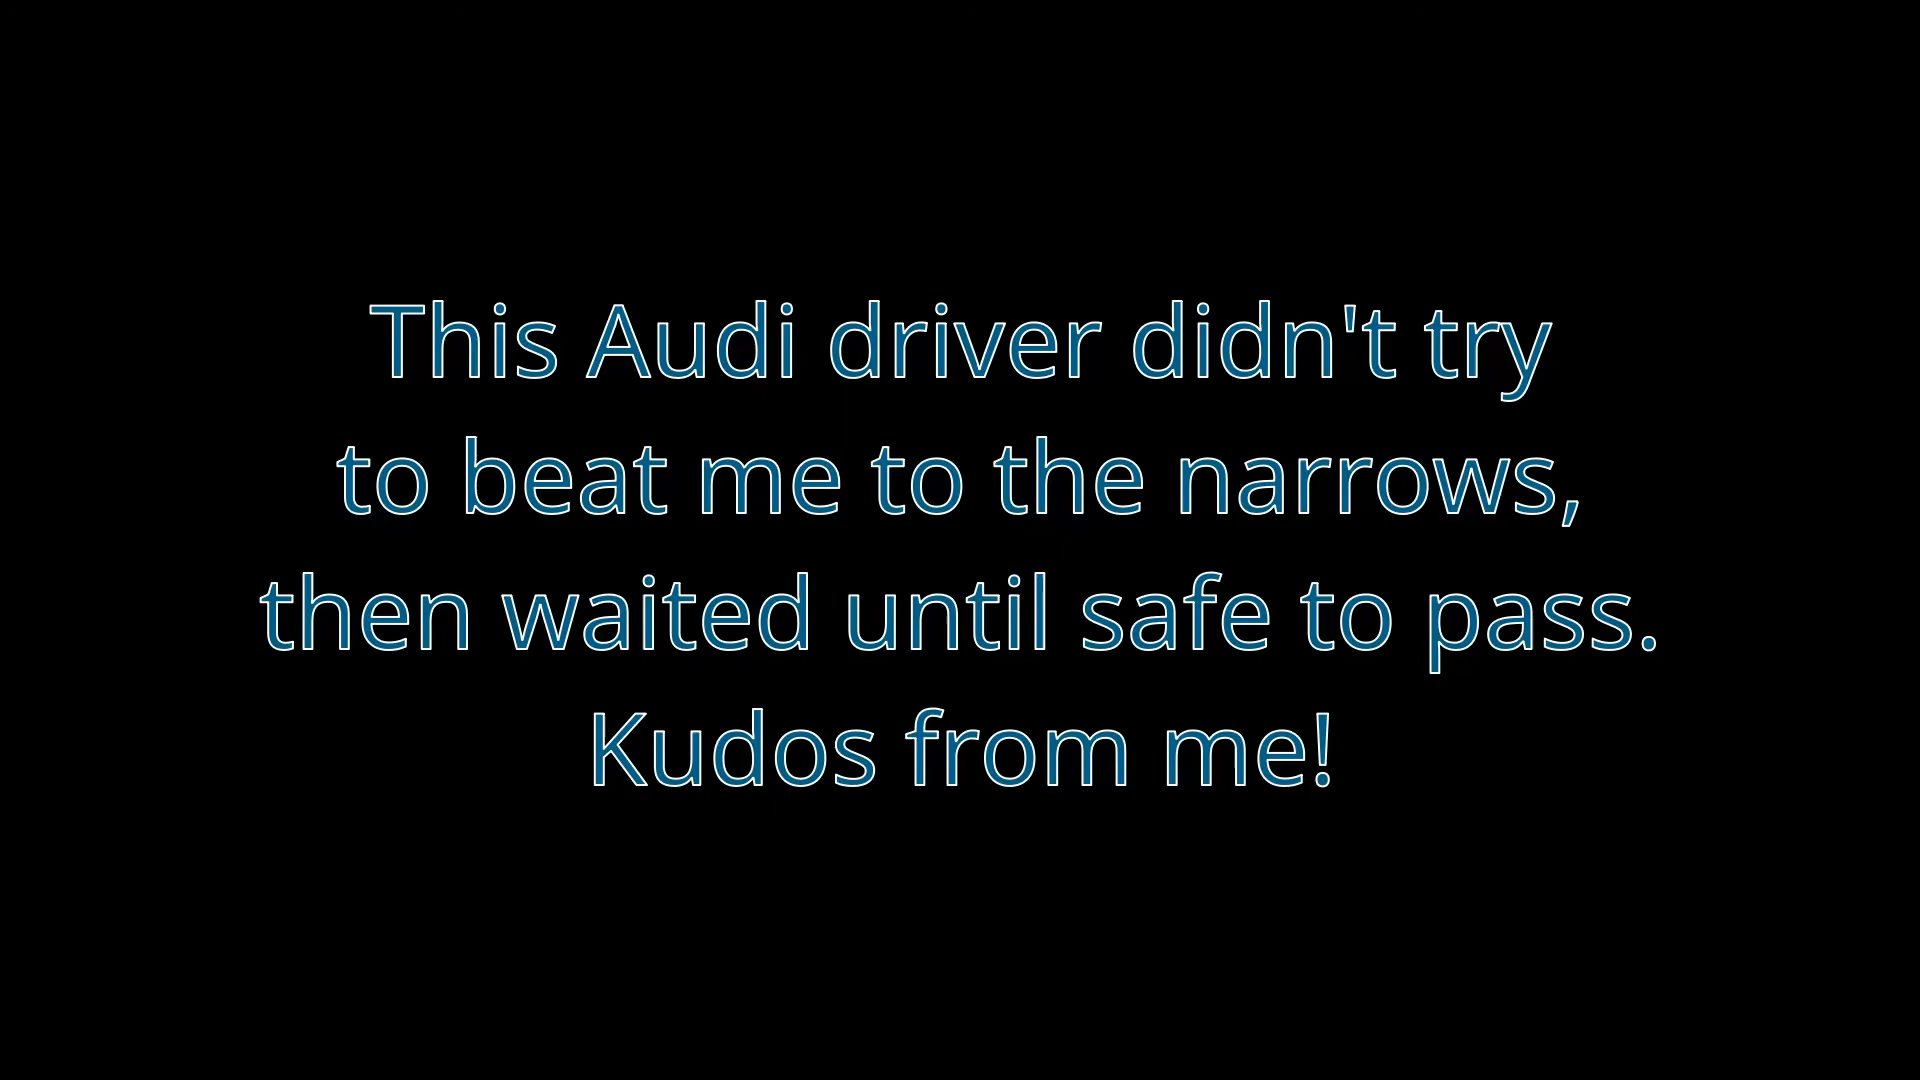 This Audi driver didn't try
to beat me to the narrows,
then waited until safe to pass.
Kudos from me!